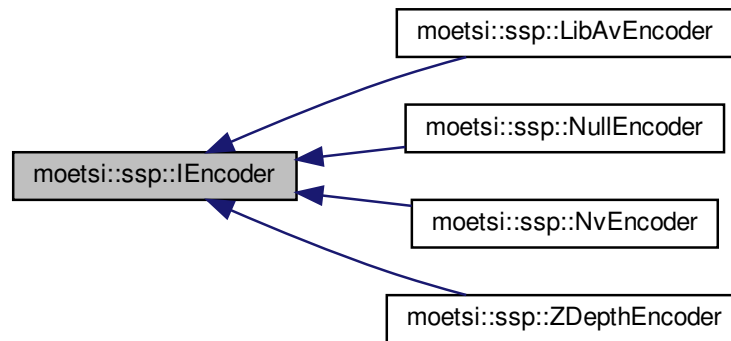 moetsi::ssp::LibAvEncoder
moetsi::ssp::NullEncoder
moetsi::ssp::IEncoder
moetsi::ssp::NvEncoder
moetsi::ssp::ZDepthEncoder